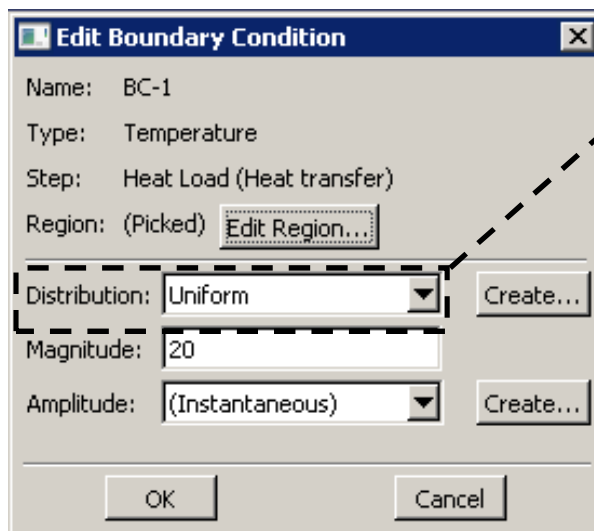 Edit Boundary Condition
Name: BC-1
Type: Temperature
Step: Heat Load (Heat transfer)
Region: (Picked) Edit Region...
Distribution: Uniform Create...
Magnitude: 20
Amplitude: (Instantaneous) Create...
OK Cancel